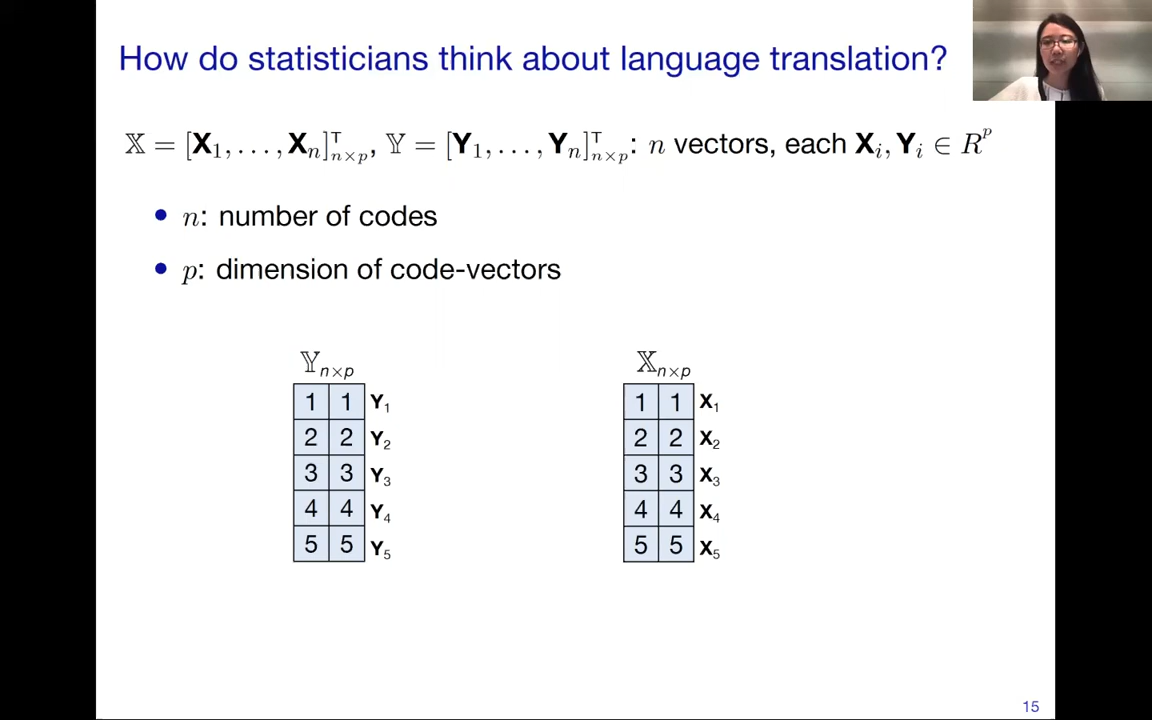 How do statisticians think about language translation?
𝕏 = [X₁, . . . , Xₙ]ᵀₙ×ₚ, 𝕐 = [Y₁, . . . , Yₙ]ᵀₙ×ₚ: n vectors, each Xᵢ, Yᵢ ∈ Rᵖ
• n: number of codes
• p: dimension of code-vectors
𝕐ₙ×ₚ
1 1 Y₁
2 2 Y₂
3 3 Y₃
4 4 Y₄
5 5 Y₅
𝕏ₙ×ₚ
1 1 X₁
2 2 X₂
3 3 X₃
4 4 X₄
5 5 X₅
15